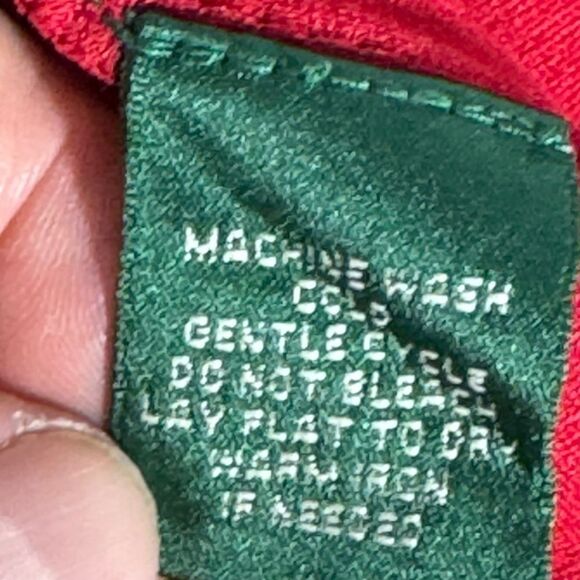 MACHINE WASH
COLD
GENTLE CYCLE
DO NOT BLEACH
LAY FLAT TO DRY
WARM IRON
IF NEEDED